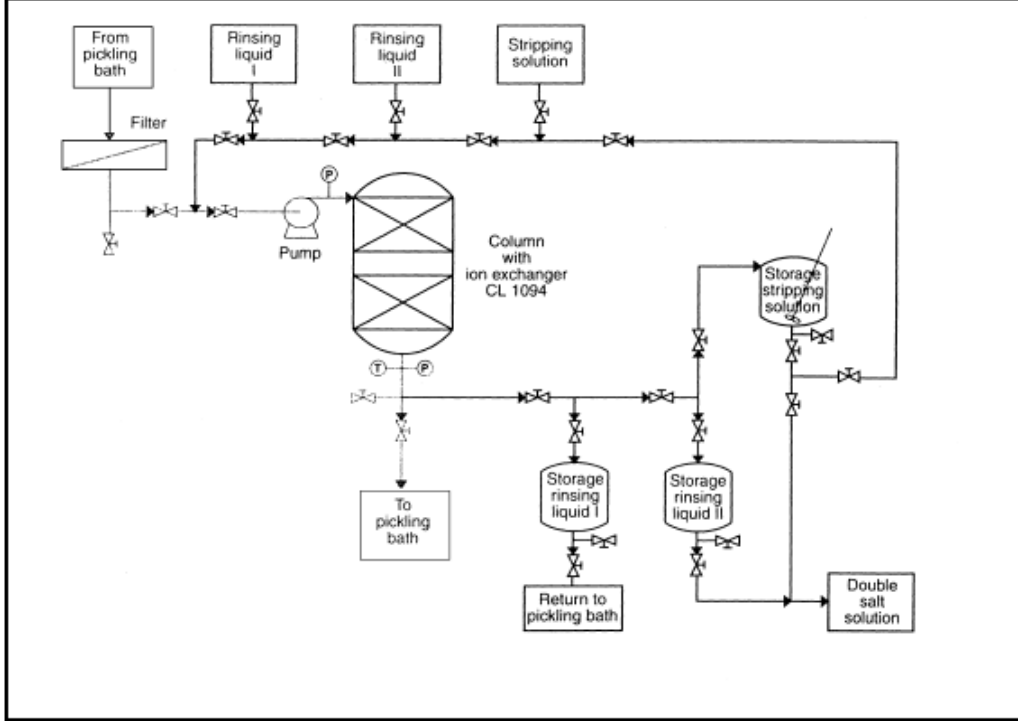 From
pickling
bath
Rinsing
liquid
I
Rinsing
liquid
II
Stripping
solution
Filter
P
Pump
Column
with
ion exchanger
CL 1094
Storage
stripping
solution
T
P
To
pickling
bath
Storage
rinsing
liquid I
Storage
rinsing
liquid II
Return to
pickling bath
Double
salt
solution